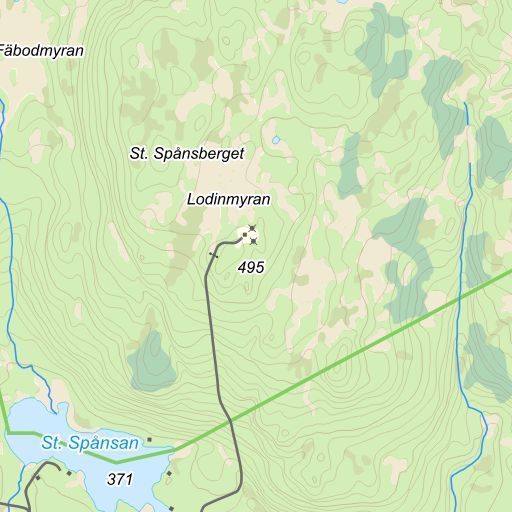 Fäbodmyran
St. Spånsberget
Lodinmyran
495
St. Spånsan
371